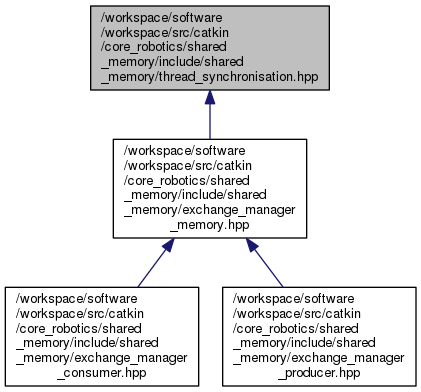 /workspace/software
/workspace/src/catkin
/core_robotics/shared
_memory/include/shared
_memory/thread_synchronisation.hpp
/workspace/software
/workspace/src/catkin
/core_robotics/shared
_memory/include/shared
_memory/exchange_manager
_memory.hpp
/workspace/software
/workspace/src/catkin
/core_robotics/shared
_memory/include/shared
_memory/exchange_manager
_consumer.hpp
/workspace/software
/workspace/src/catkin
/core_robotics/shared
_memory/include/shared
_memory/exchange_manager
_producer.hpp